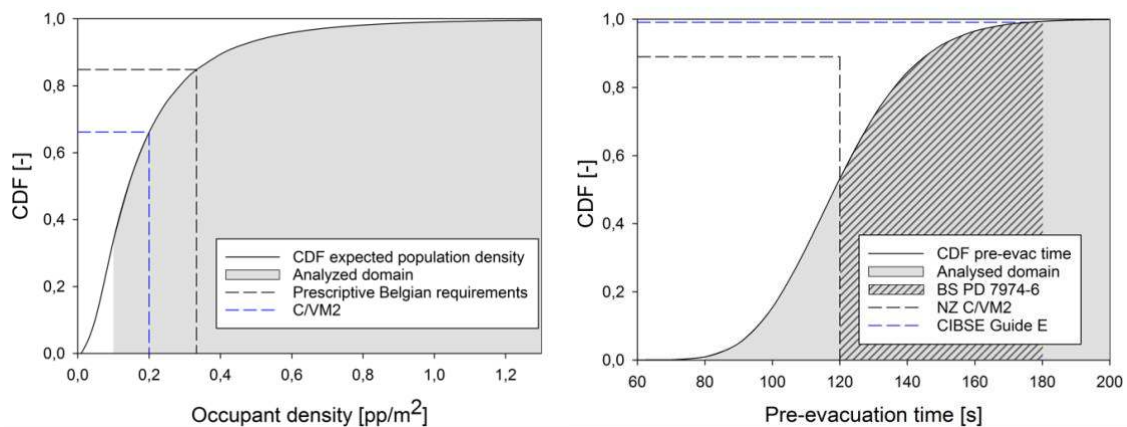 CDF [-]
1,0
0,8
0,6
0,4
0,2
0,0
CDF expected population density
Analyzed domain
Prescriptive Belgian requirements
C/VM2
0,0 0,2 0,4 0,6 0,8 1,0 1,2
Occupant density [pp/m²]
CDF [-]
1,0
0,8
0,6
0,4
0,2
0,0
CDF pre-evac time
Analysed domain
BS PD 7974-6
NZ C/VM2
CIBSE Guide E
60 80 100 120 140 160 180 200
Pre-evacuation time [s]